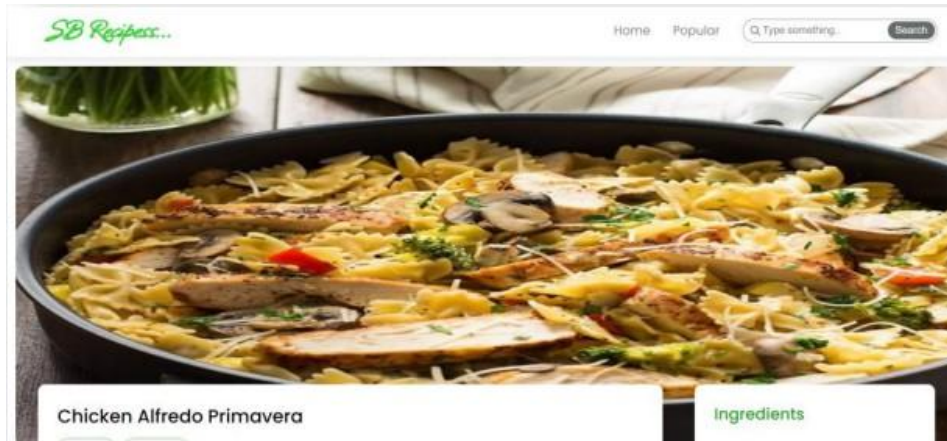 SB Recipess...
Home Popular Type something.. Search
Chicken Alfredo Primavera
Ingredients